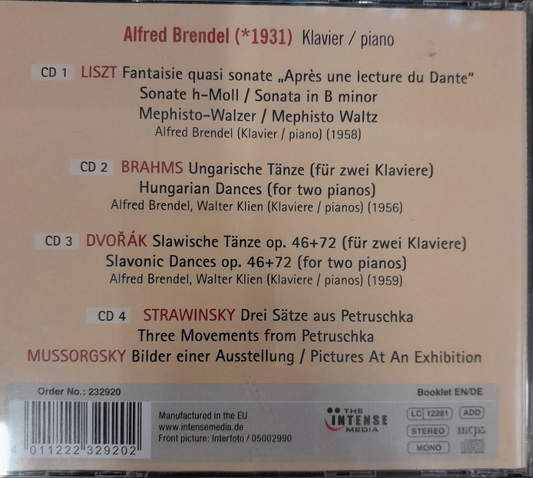 Alfred Brendel (*1931) Klavier / piano
CD 1 LISZT Fantaisie quasi sonate „Après une lecture du Dante“
Sonate h-Moll / Sonata in B minor
Mephisto-Walzer / Mephisto Waltz
Alfred Brendel (Klavier / piano) (1958)
CD 2 BRAHMS Ungarische Tänze (für zwei Klaviere)
Hungarian Dances (for two pianos)
Alfred Brendel, Walter Klien (Klaviere / pianos) (1956)
CD 3 DVOŘÁK Slawische Tänze op. 46+72 (für zwei Klaviere)
Slavonic Dances op. 46+72 (for two pianos)
Alfred Brendel, Walter Klien (Klaviere / pianos) (1959)
CD 4 STRAWINSKY Drei Sätze aus Petruschka
Three Movements from Petruschka
MUSSORGSKY Bilder einer Ausstellung / Pictures At An Exhibition
Order No.: 232920
Booklet EN/DE
Manufactured in the EU
www.intensemedia.de
Front picture: Interfoto / 05002990
THE
INTENSE
MEDIA
LC 12281 ADD
STEREO mcps
MONO
4 011222 329202